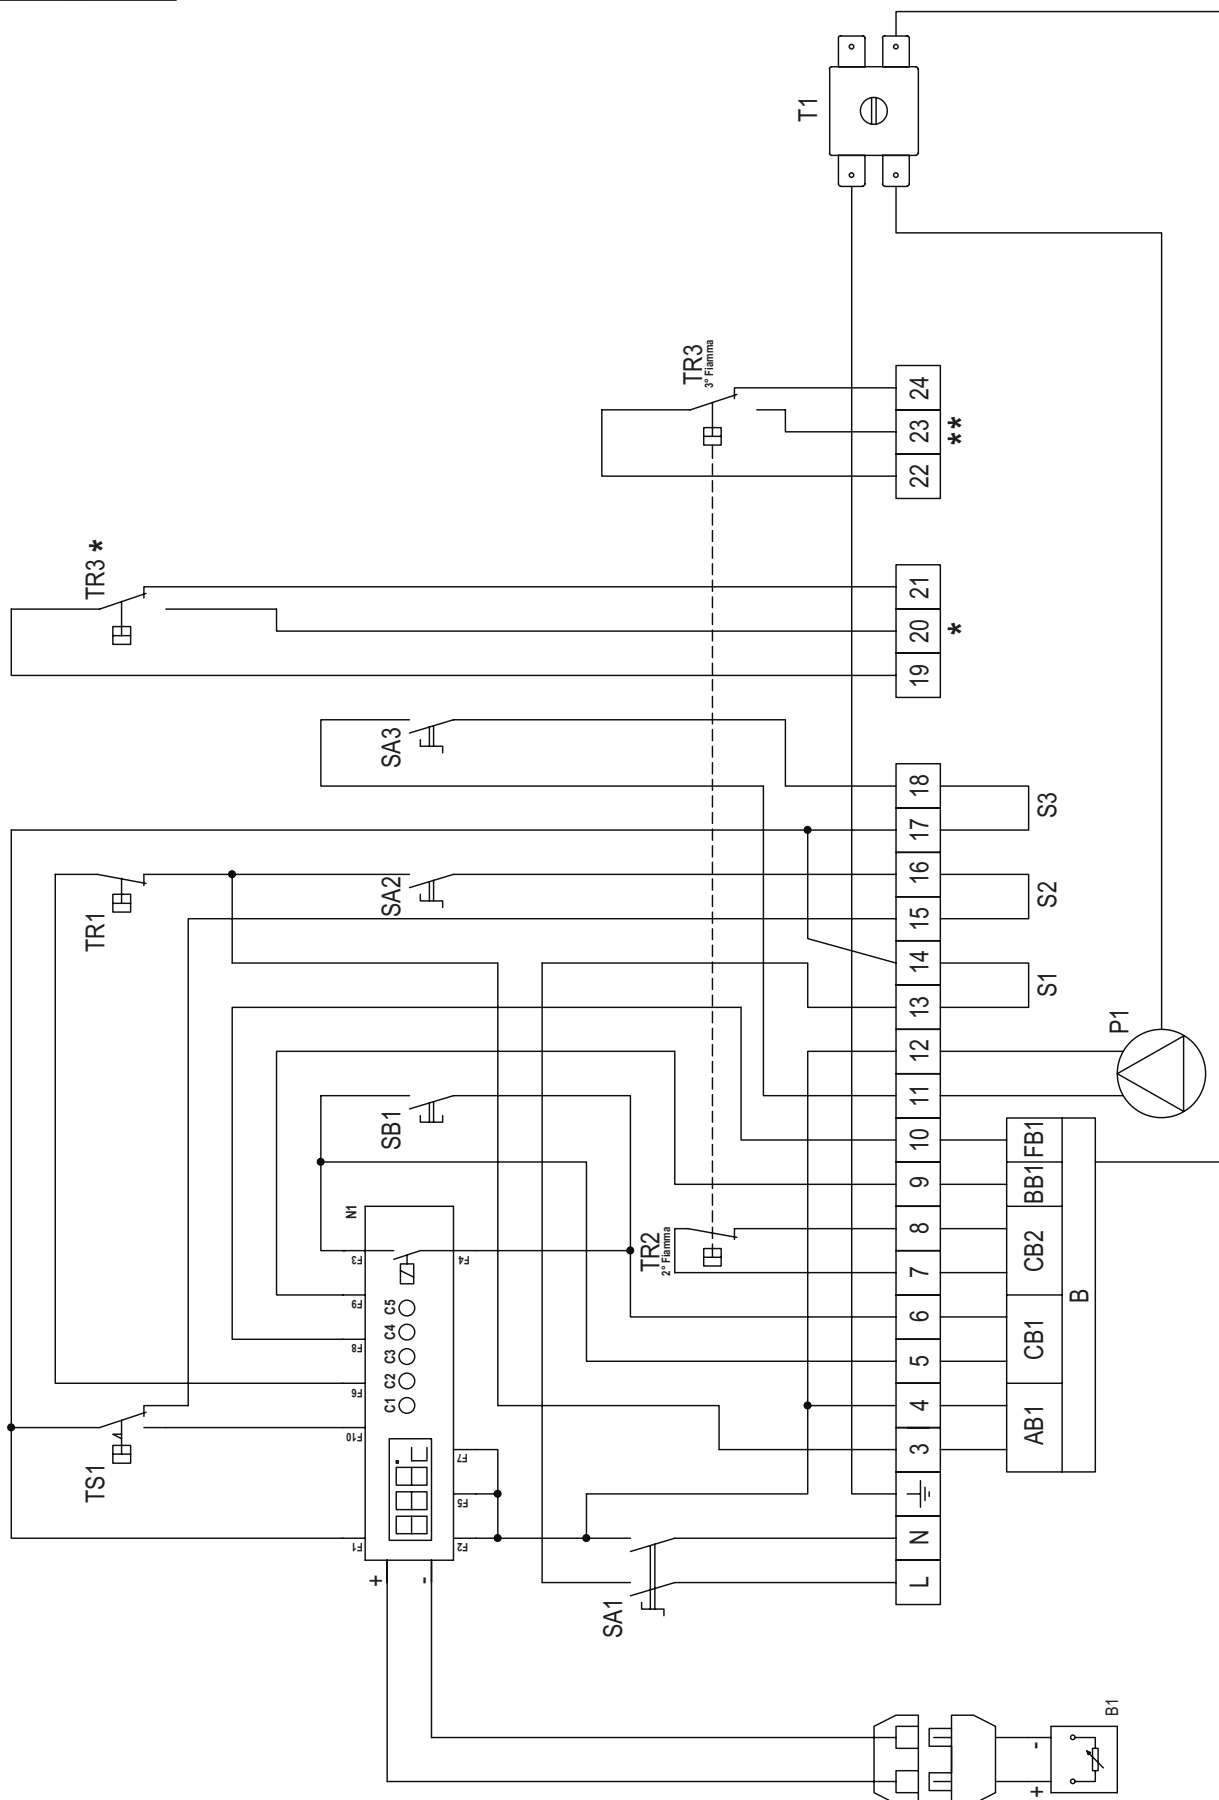 T1
TR3
3° Fiamma
24
23
22
**
TR3 *
21
20
19
*
SA3
18
17
16
15
14
13
12
11
10
9
8
7
6
5
4
3
N
L
S3
S2
S1
P1
TR1
SA2
SB1
TR2
2° Fiamma
FB1
BB1
CB2
CB1
AB1
B
N1
F3
F4
F9
F8
F6
F10
F7
F5
F1
F2
C5
C4
C3
C2
C1
TS1
+
-
SA1
B1
-
+